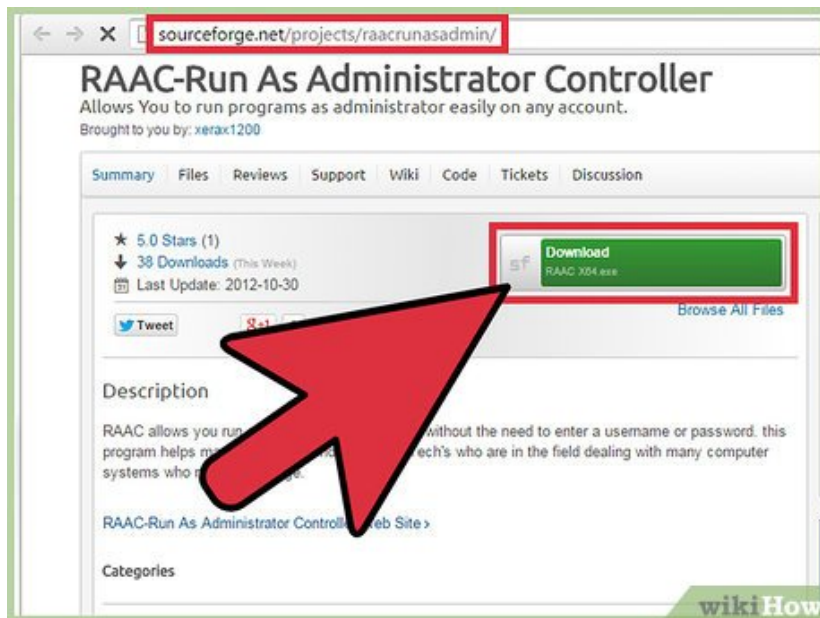 sourceforge.net/projects/raacrunasadmin/
RAAC-Run As Administrator Controller
Allows You to run programs as administrator easily on any account.
Brought to you by: xerax1200
Summary Files Reviews Support Wiki Code Tickets Discussion
5.0 Stars (1)
38 Downloads (This Week)
Last Update: 2012-10-30
sf
Download
RAAC X64.exe
Browse All Files
Tweet
Description
RAAC allows you run without the need to enter a username or password. this
program helps who are in the field dealing with many computer
systems who
RAAC-Run As Administrator Controller Web Site >
Categories
wikiHow